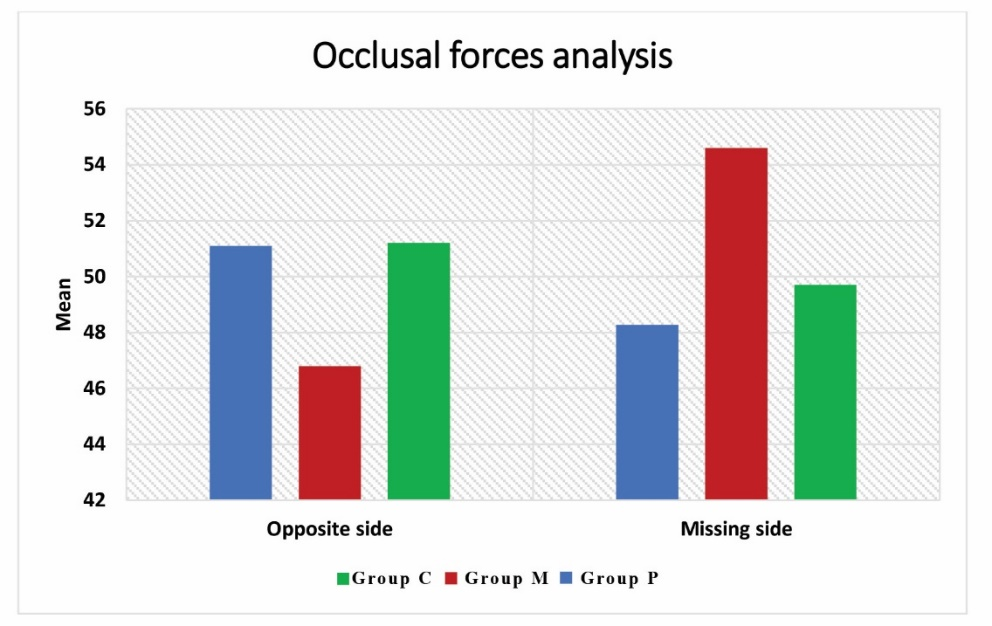 Occlusal forces analysis
56
54
52
50
48
46
44
42
Mean
Opposite side Missing side
Group C Group M Group P